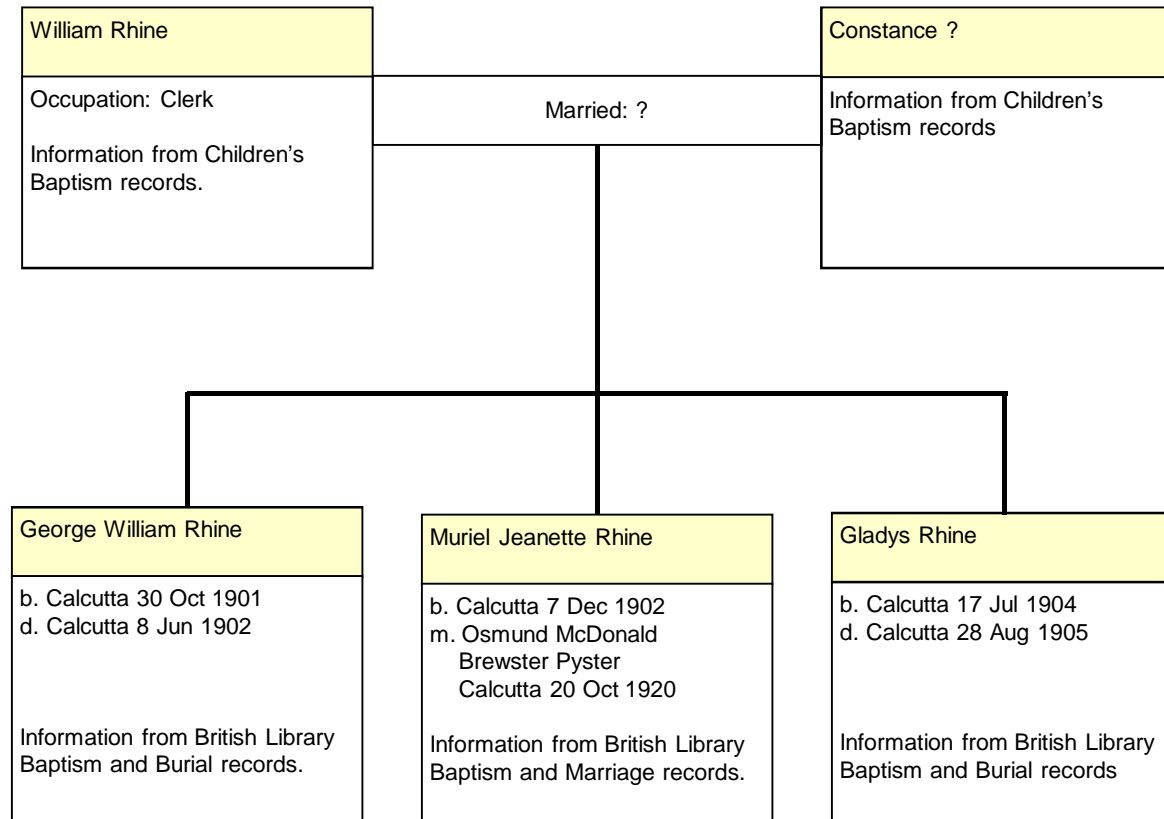 William Rhine
Occupation: Clerk
Information from Children's
Baptism records.
Married: ?
Constance ?
Information from Children's
Baptism records
George William Rhine
b. Calcutta 30 Oct 1901
d. Calcutta 8 Jun 1902
Information from British Library
Baptism and Burial records.
Muriel Jeanette Rhine
b. Calcutta 7 Dec 1902
m. Osmund McDonald
Brewster Pyster
Calcutta 20 Oct 1920
Information from British Library
Baptism and Marriage records.
Gladys Rhine
b. Calcutta 17 Jul 1904
d. Calcutta 28 Aug 1905
Information from British Library
Baptism and Burial records